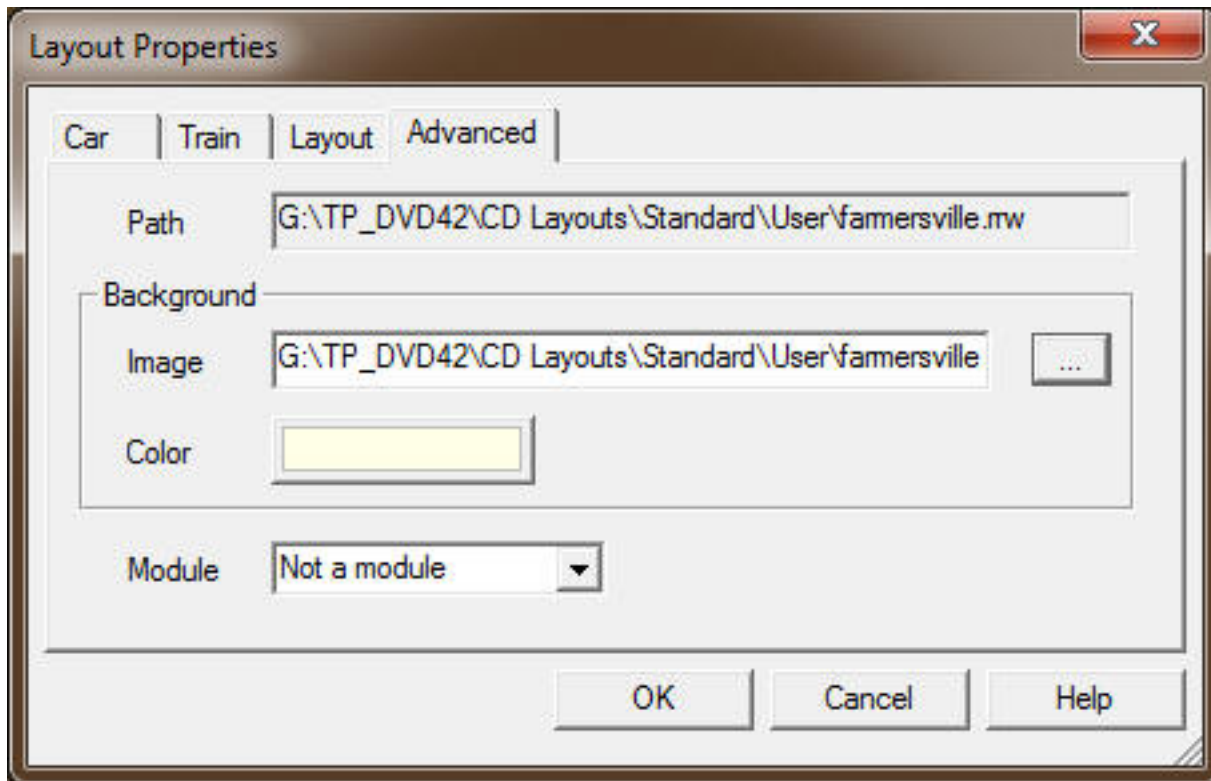 Layout Properties
Car Train Layout Advanced
Path G:\TP_DVD42\CD Layouts\Standard\User\farmersville.rrw
Background
Image G:\TP_DVD42\CD Layouts\Standard\User\farmersville ...
Color
Module Not a module
OK Cancel Help